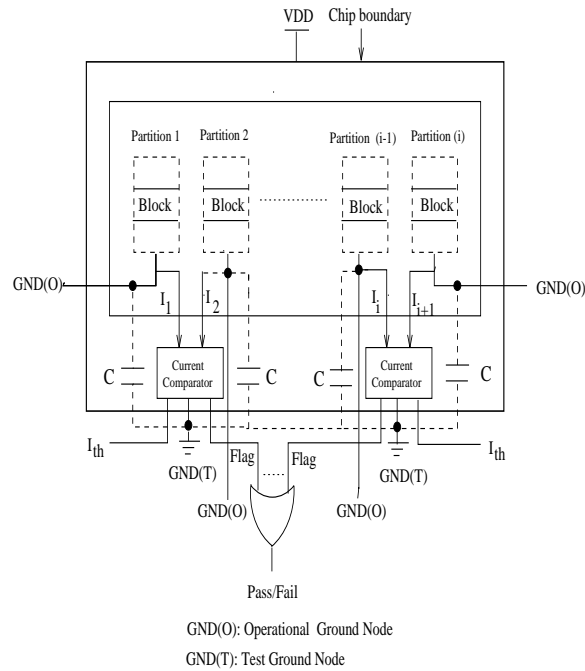 VDD
Chip boundary
Partition 1
Partition 2
Partition (i-1)
Partition (i)
Block
Block
Block
Block
GND(O)
GND(O)
I1
I2
Ii
Ii+1
C
Current
Comparator
C
C
Current
Comparator
C
Ith
Ith
GND(T)
Flag
Flag
GND(T)
GND(O)
GND(O)
Pass/Fail
GND(O): Operational Ground Node
GND(T): Test Ground Node